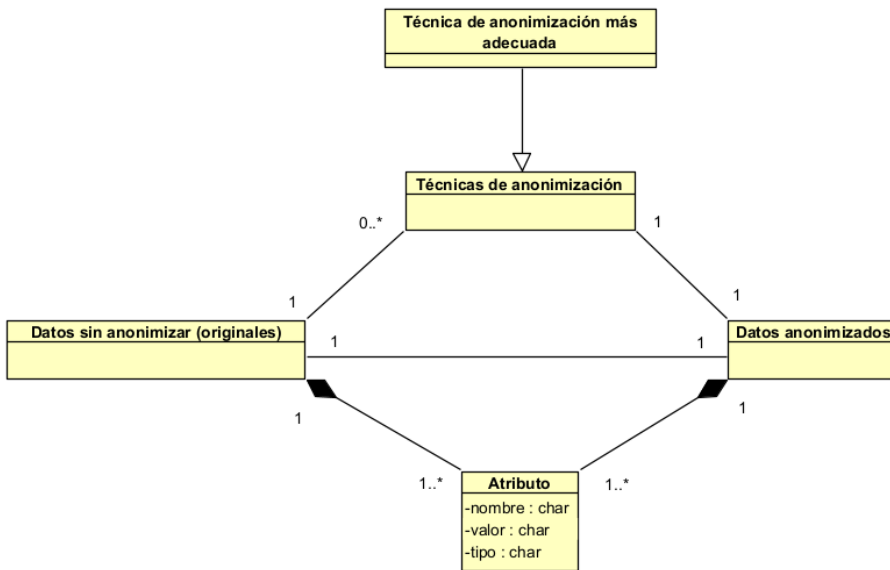 Técnica de anonimización más
adecuada
Técnicas de anonimización
0..*
1
1
1
Datos sin anonimizar (originales)
Datos anonimizados
1
1
1
1
1..*
1..*
Atributo
-nombre : char
-valor : char
-tipo : char